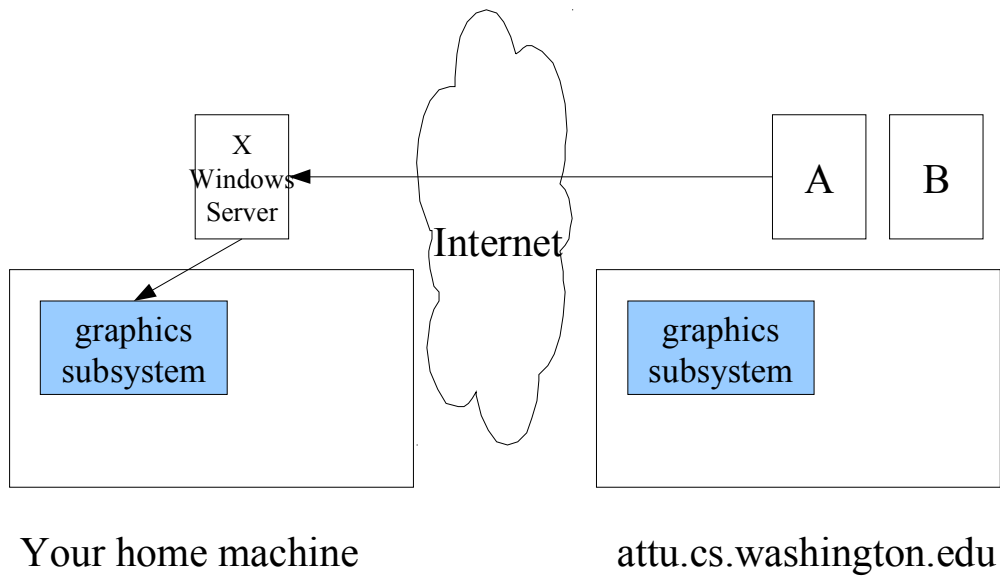 X
Windows
Server
A
B
Internet
graphics
subsystem
graphics
subsystem
Your home machine
attu.cs.washington.edu